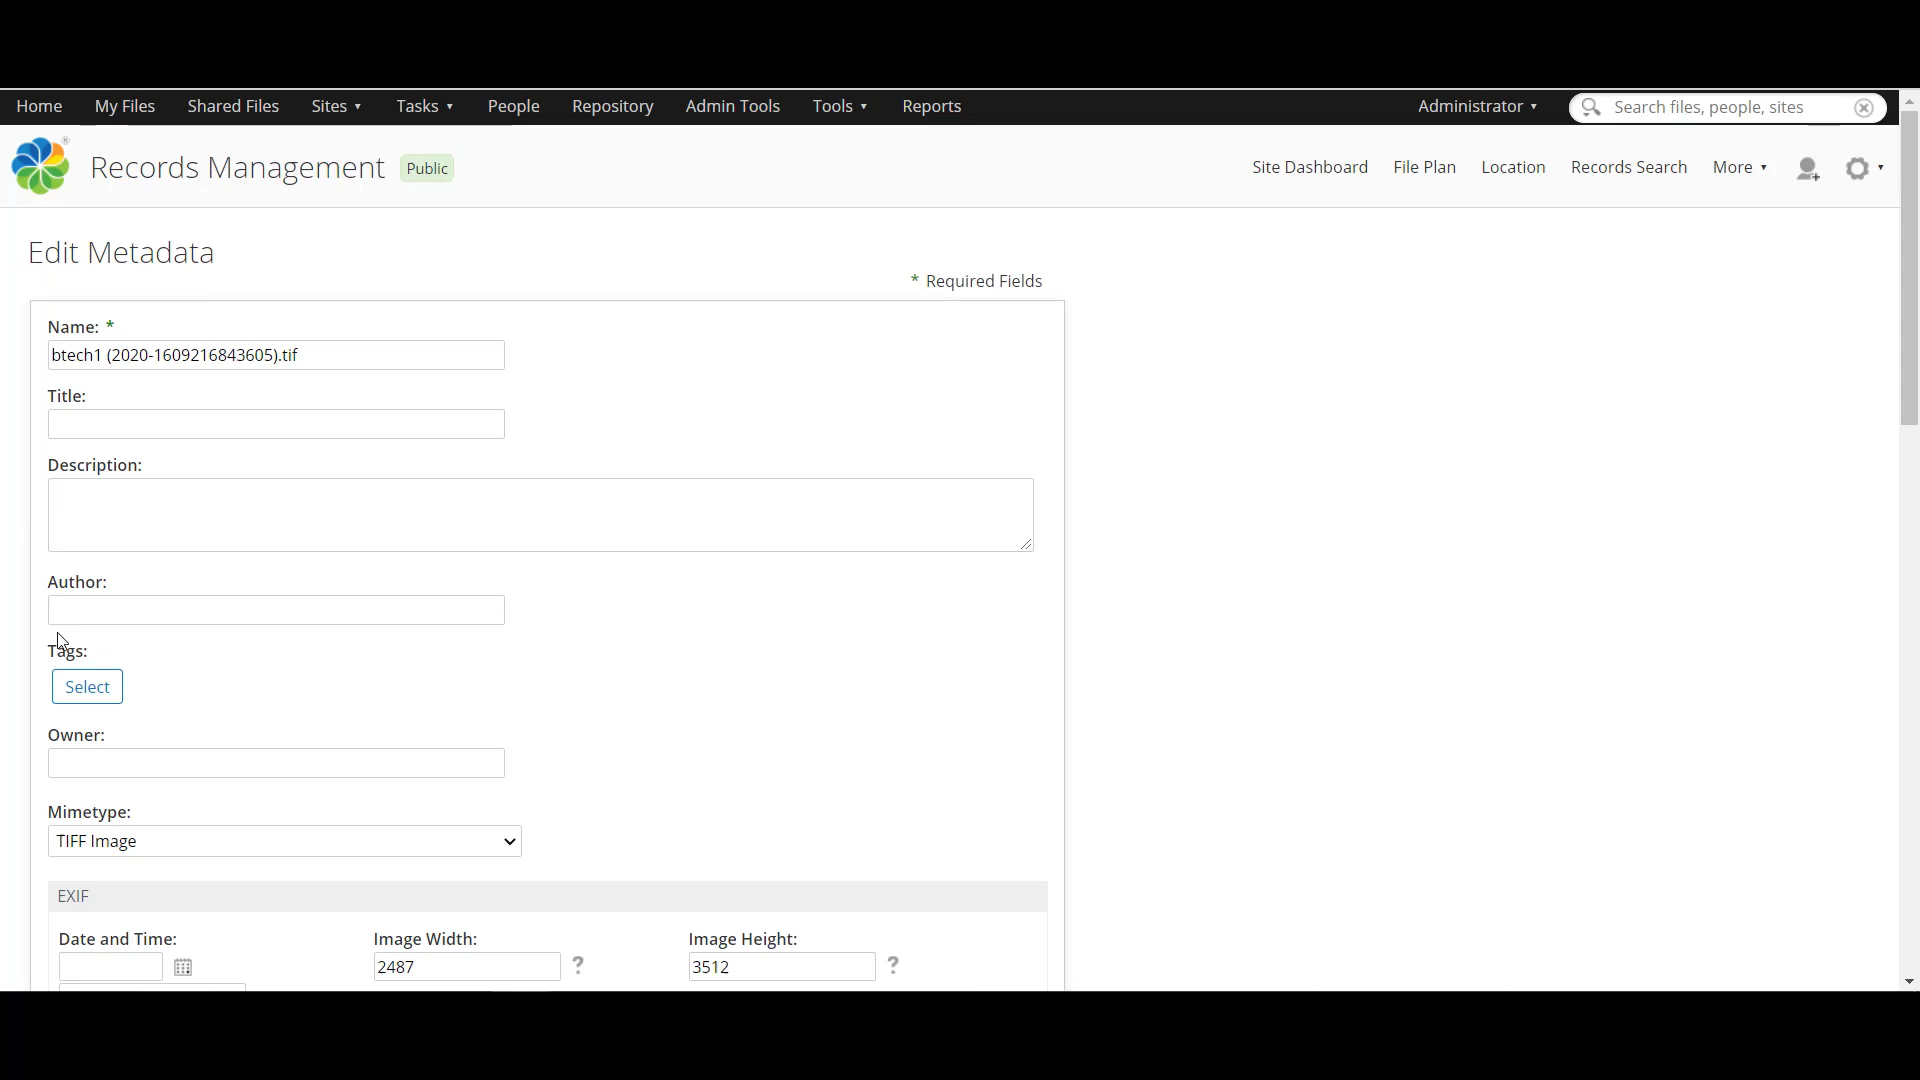 Home My Files Shared Files Sites Tasks People Repository Admin Tools Tools Reports Administrator Search files, people, sites
Records Management Public Site Dashboard File Plan Location Records Search More
Edit Metadata
* Required Fields
Name: *
btech1 (2020-1609216843605).tif
Title:
Description:
Author:
Tags:
Select
Owner:
Mimetype:
TIFF Image
EXIF
Date and Time: Image Width: Image Height:
2487 ? 3512 ?